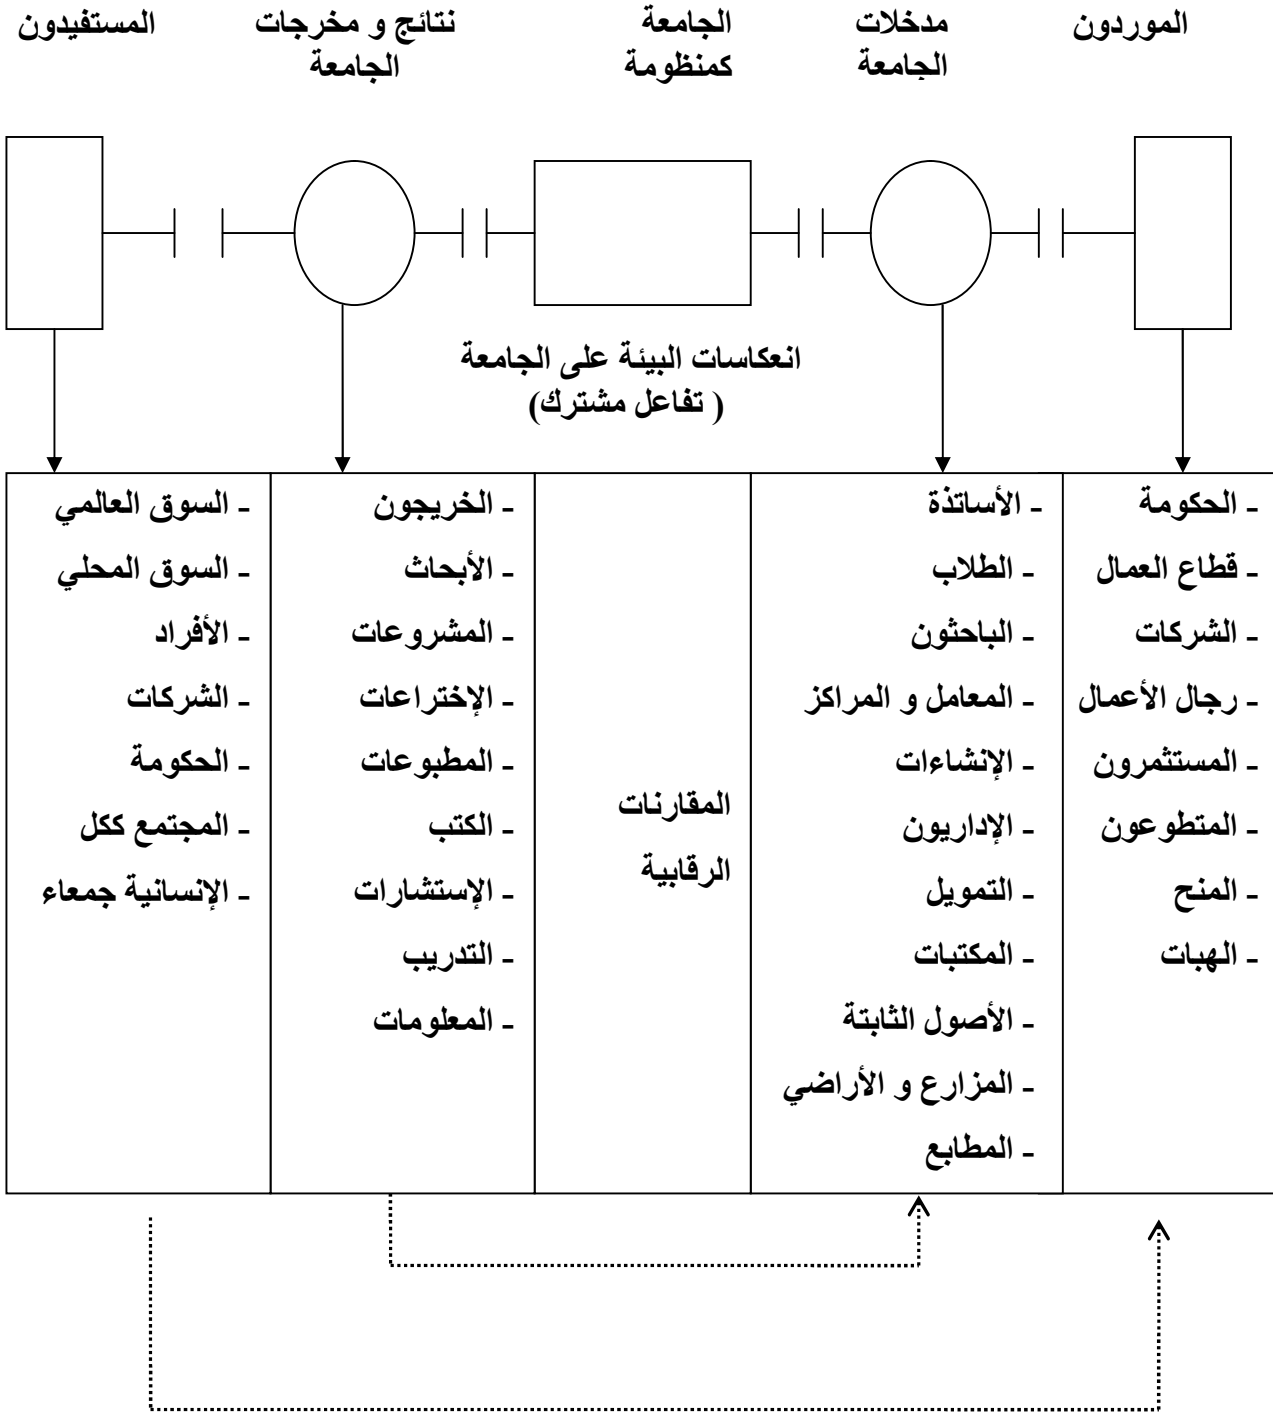 الموردون
مدخلات
الجامعة
الجامعة
كمنظومة
نتائج و مخرجات
الجامعة
المستفيدون
انعكاسات البيئة على الجامعة
( تفاعل مشترك)
- الحكومة
- قطاع العمال
- الشركات
- رجال الأعمال
- المستثمرون
- المتطوعون
- المنح
- الهبات
- الأساتذة
- الطلاب
- الباحثون
- المعامل و المراكز
- الإنشاءات
- الإداريون
- التمويل
- المكتبات
- الأصول الثابتة
- المزارع و الأراضي
- المطابع
المقارنات
الرقابية
- الخريجون
- الأبحاث
- المشروعات
- الإختراعات
- المطبوعات
- الكتب
- الإستشارات
- التدريب
- المعلومات
- السوق العالمي
- السوق المحلي
- الأفراد
- الشركات
- الحكومة
- المجتمع ككل
- الإنسانية جمعاء